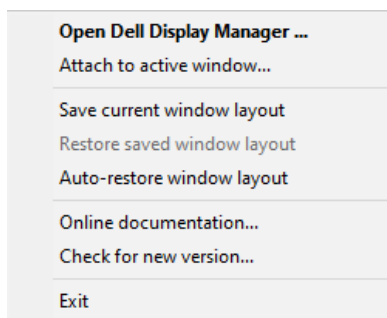 Open Dell Display Manager ...
Attach to active window...
Save current window layout
Restore saved window layout
Auto-restore window layout
Online documentation...
Check for new version...
Exit